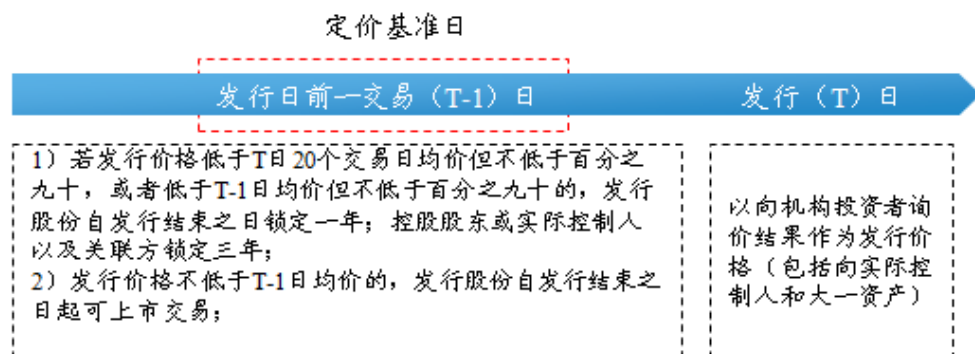 定价基准日
发行日前一交易（T-1）日
发行（T）日
1）若发行价格低于T日20个交易日均价但不低于百分之
九十，或者低于T-1日均价但不低于百分之九十的，发行
股份自发行结束之日锁定一年；控股股东或实际控制人
以及关联方锁定三年；
2）发行价格不低于T-1日均价的，发行股份自发行结束之
日起可上市交易；
以向机构投资者询
价结果作为发行价
格（包括向实际控
制人和大一资产）